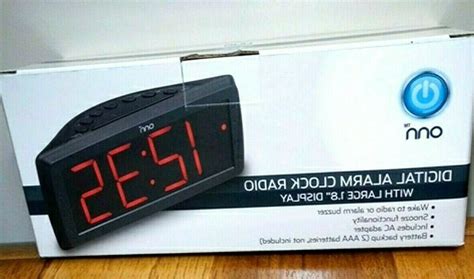 onn
onn™
DIGITAL ALARM CLOCK RADIO
WITH LARGE 1.8" DISPLAY
• Wake to radio or alarm buzzer
• Snooze functionality
• Includes AC adapter
• Battery backup (2 AAA batteries, not included)